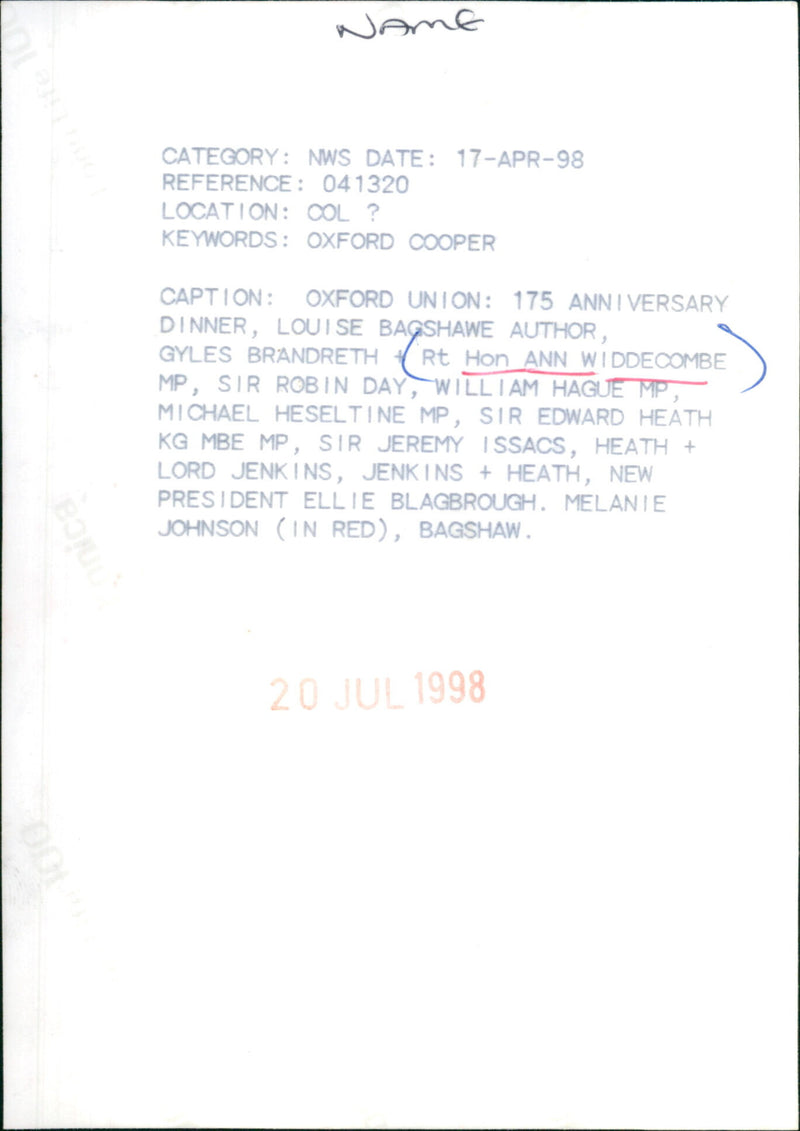 NAME
CATEGORY: NWS DATE: 17-APR-98
REFERENCE: 041320
LOCATION: COL ?
KEYWORDS: OXFORD COOPER
CAPTION: OXFORD UNION: 175 ANNIVERSARY
DINNER, LOUISE BAGSHAWE AUTHOR,
GYLES BRANDRETH + (Rt Hon ANN WIDDECOMBE)
MP, SIR ROBIN DAY, WILLIAM HAGUE MP,
MICHAEL HESELTINE MP, SIR EDWARD HEATH
KG MBE MP, SIR JEREMY ISSACS, HEATH +
LORD JENKINS, JENKINS + HEATH, NEW
PRESIDENT ELLIE BLAGBROUGH. MELANIE
JOHNSON (IN RED), BAGSHAW.
20 JUL 1998